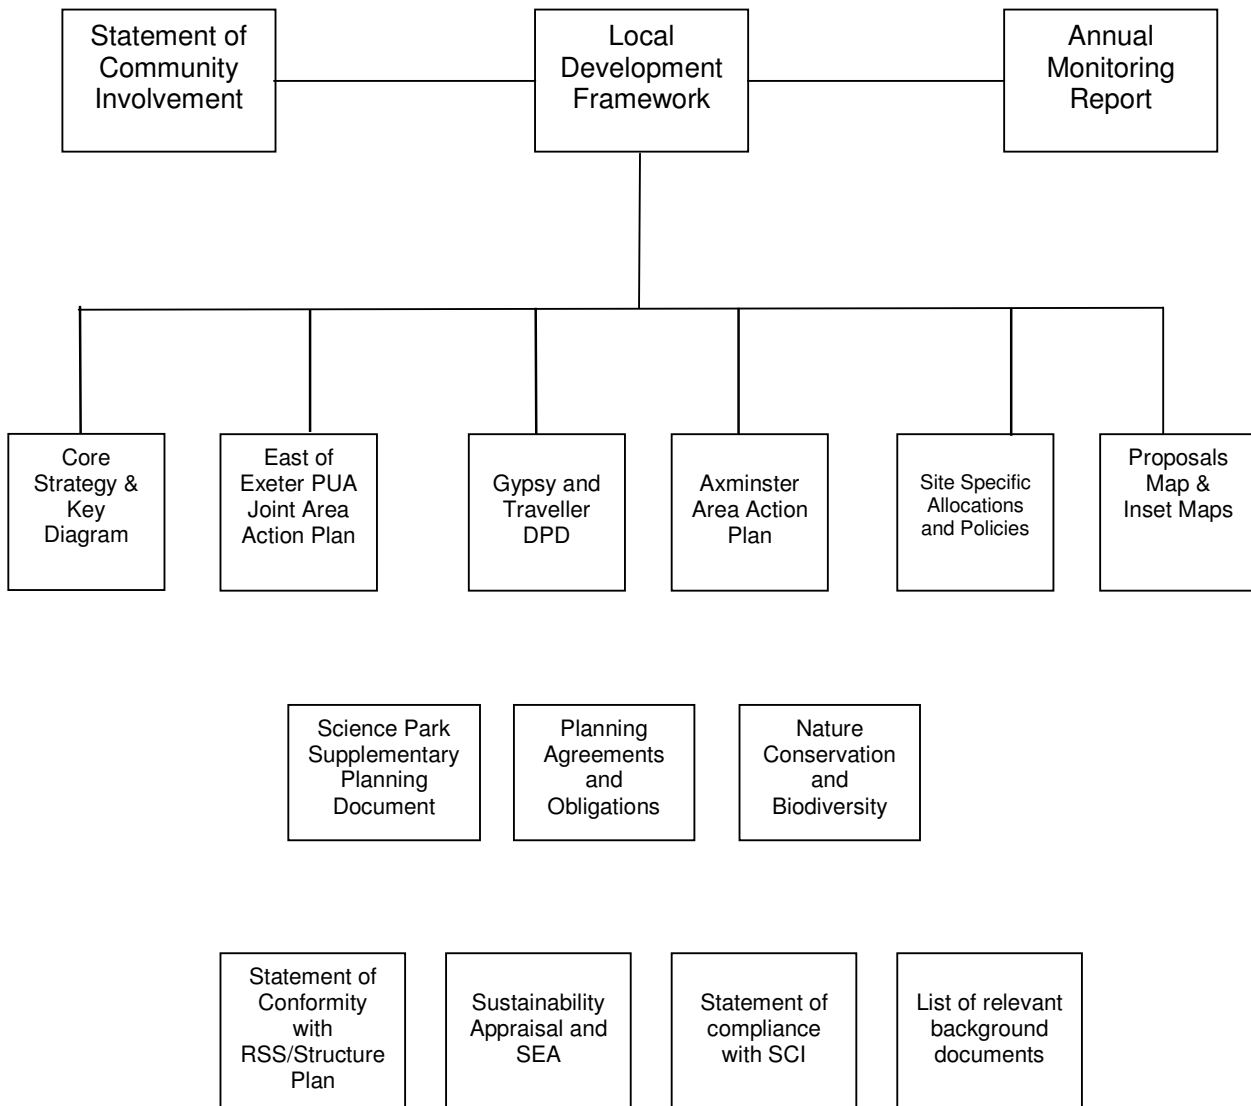 Statement of
Community
Involvement
Local
Development
Framework
Annual
Monitoring
Report
Core
Strategy &
Key
Diagram
East of
Exeter PUA
Joint Area
Action Plan
Gypsy and
Traveller
DPD
Axminster
Area Action
Plan
Site Specific
Allocations
and Policies
Proposals
Map &
Inset Maps
Science Park
Supplementary
Planning
Document
Planning
Agreements
and
Obligations
Nature
Conservation
and
Biodiversity
Statement of
Conformity
with
RSS/Structure
Plan
Sustainability
Appraisal and
SEA
Statement of
compliance
with SCI
List of relevant
background
documents